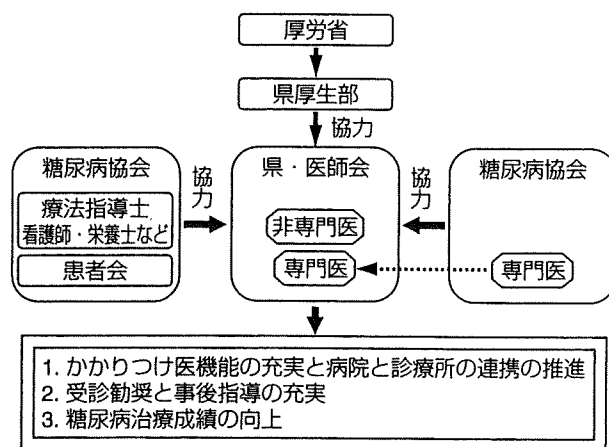 厚労省
県厚生部
協力
糖尿病協会
療法指導士,
看護師・栄養士など
患者会
協力
県・医師会
非専門医
専門医
協力
糖尿病協会
専門医
1. かかりつけ医機能の充実と病院と診療所の連携の推進
2. 受診勧奨と事後指導の充実
3. 糖尿病治療成績の向上